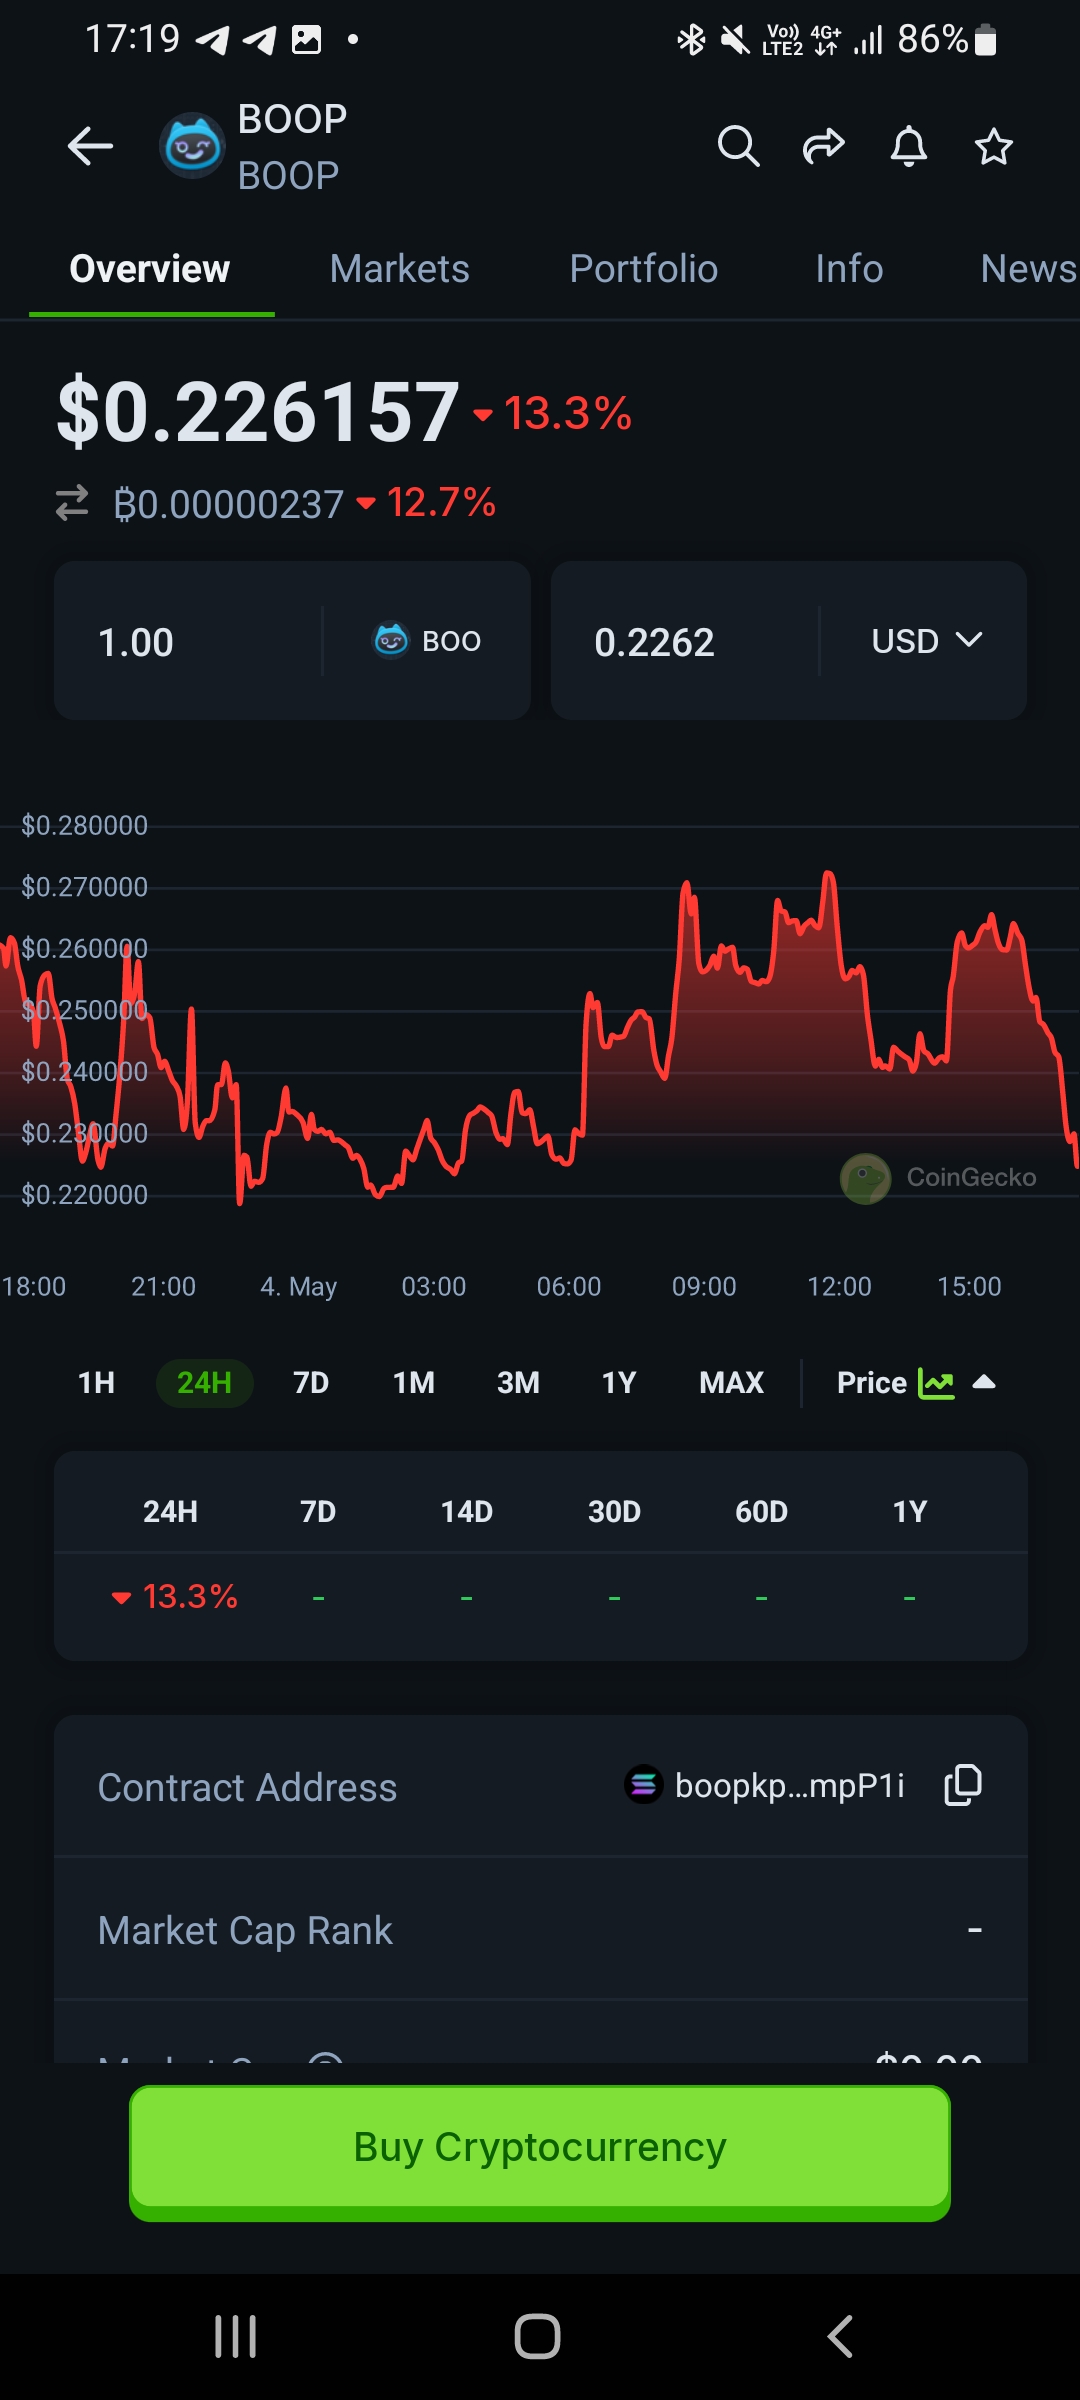 17:19 Vo)) LTE2 4G+ 86%
BOOP
BOOP
Overview Markets Portfolio Info News
$0.226157 13.3%
₿0.00000237 12.7%
1.00 BOO 0.2262 USD
$0.280000
$0.270000
$0.260000
$0.250000
$0.240000
$0.230000
$0.220000
CoinGecko
18:00 21:00 4. May 03:00 06:00 09:00 12:00 15:00
1H 24H 7D 1M 3M 1Y MAX Price
24H 7D 14D 30D 60D 1Y
13.3% - - - - -
Contract Address boopkp...mpP1i
Market Cap Rank -
Buy Cryptocurrency